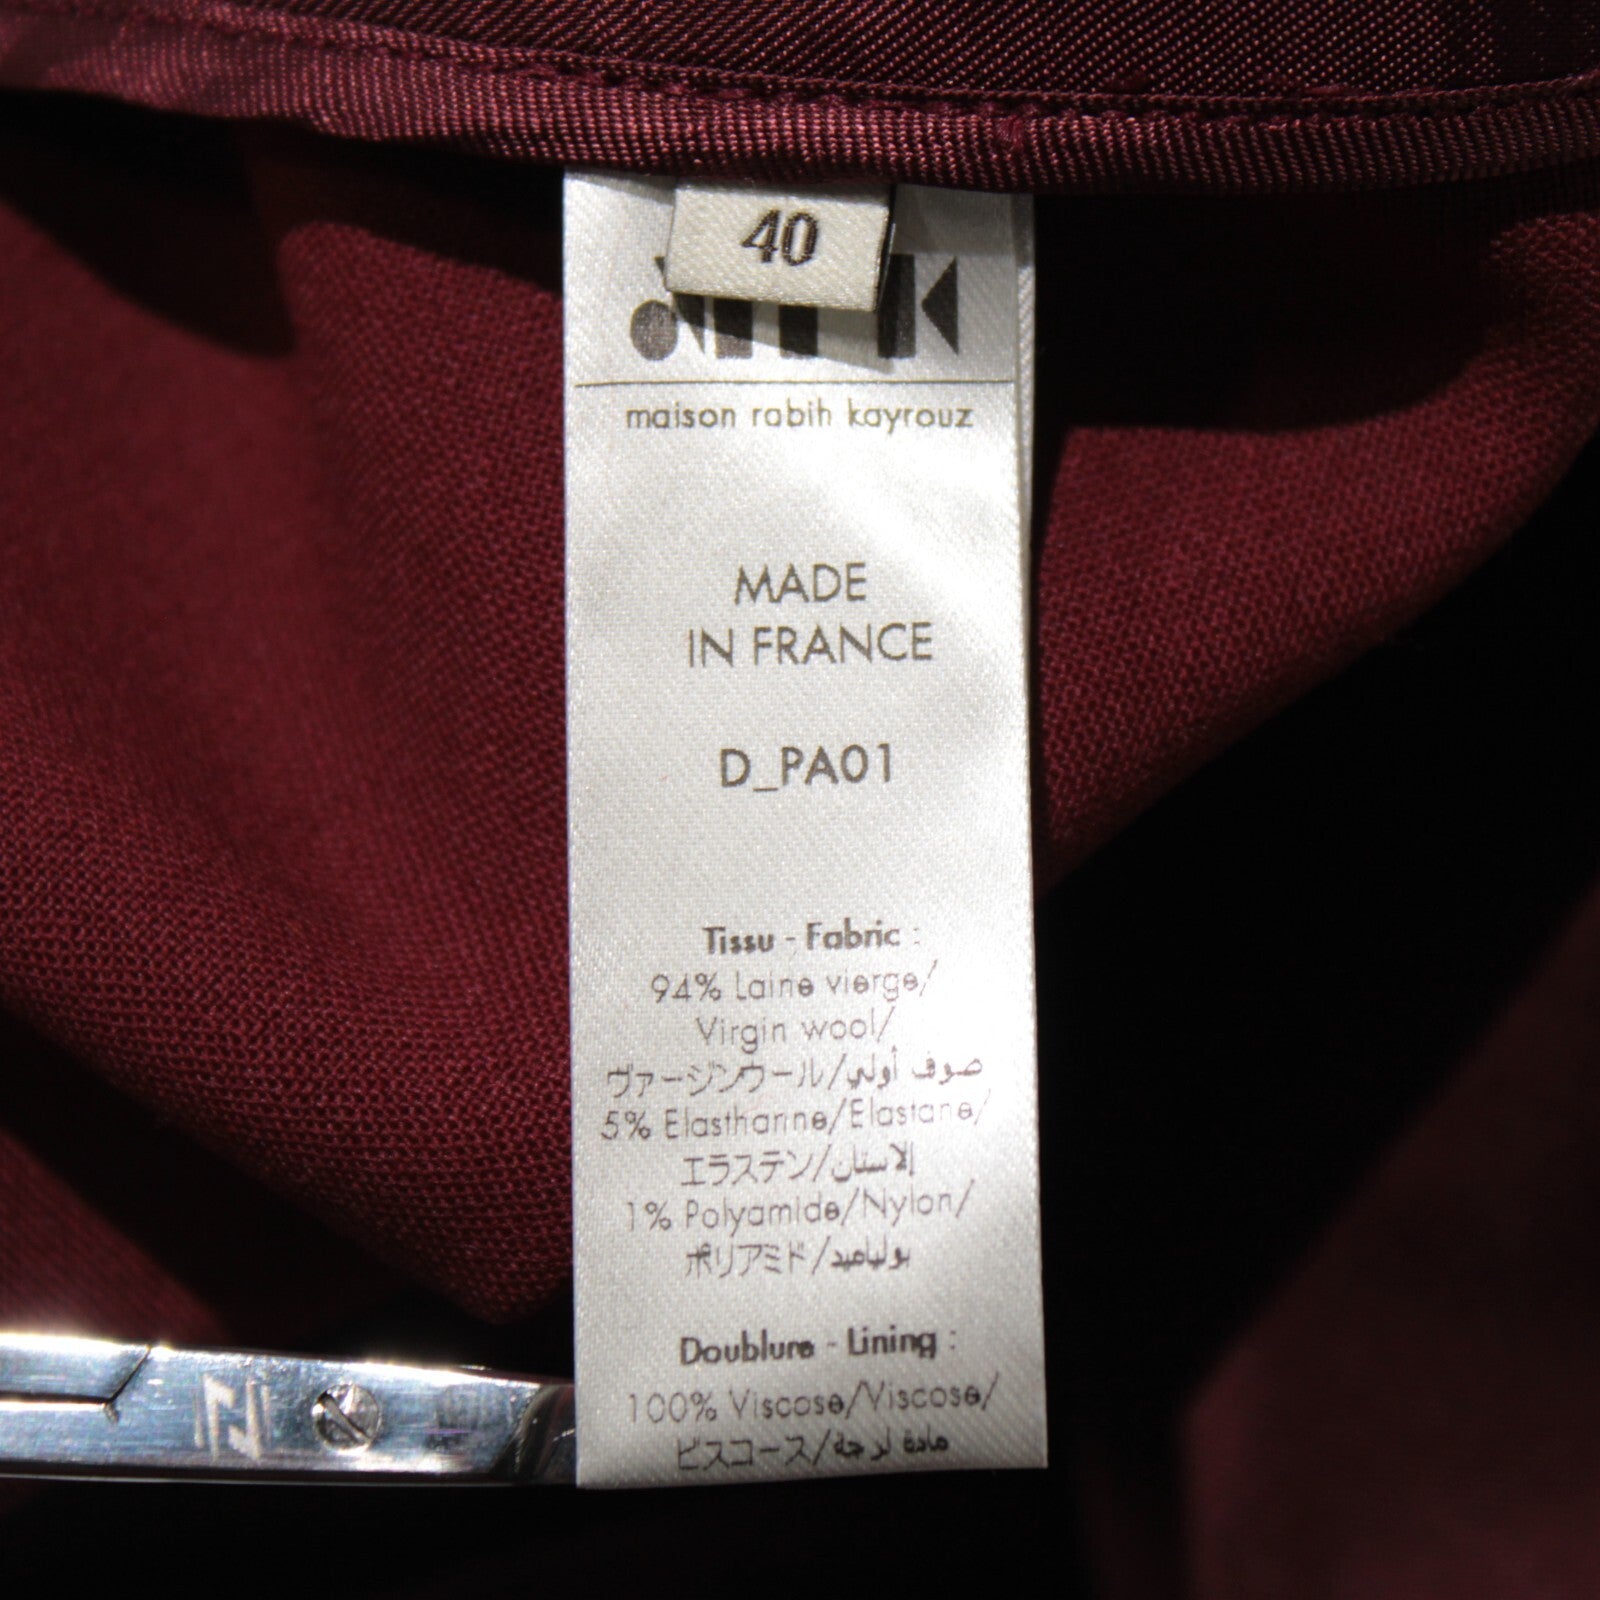 40
maison rabih kayrouz
MADE
IN FRANCE
D_PA01
Tissu - Fabric :
94% Laine vierge/
Virgin wool/
ヴァージンウール/صوف أولي
5% Elasthanne/Elastane/
エラステン/إلاستان
1% Polyamide/Nylon/
ポリアミド/بولياميد
Doublure - Lining :
100% Viscose/Viscose/
ビスコース/مادة لزجة